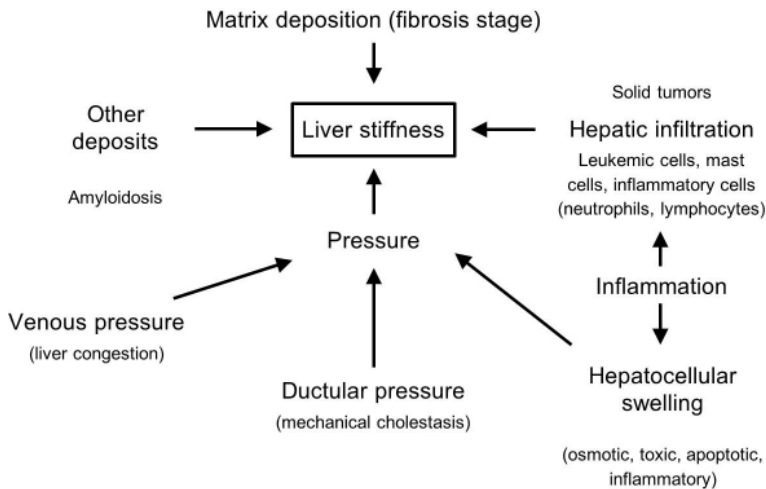 Matrix deposition (fibrosis stage)
Other
deposits
Amyloidosis
Liver stiffness
Solid tumors
Hepatic infiltration
Leukemic cells, mast
cells, inflammatory cells
(neutrophils, lymphocytes)
Pressure
Inflammation
Venous pressure
(liver congestion)
Ductular pressure
(mechanical cholestasis)
Hepatocellular
swelling
(osmotic, toxic, apoptotic,
inflammatory)